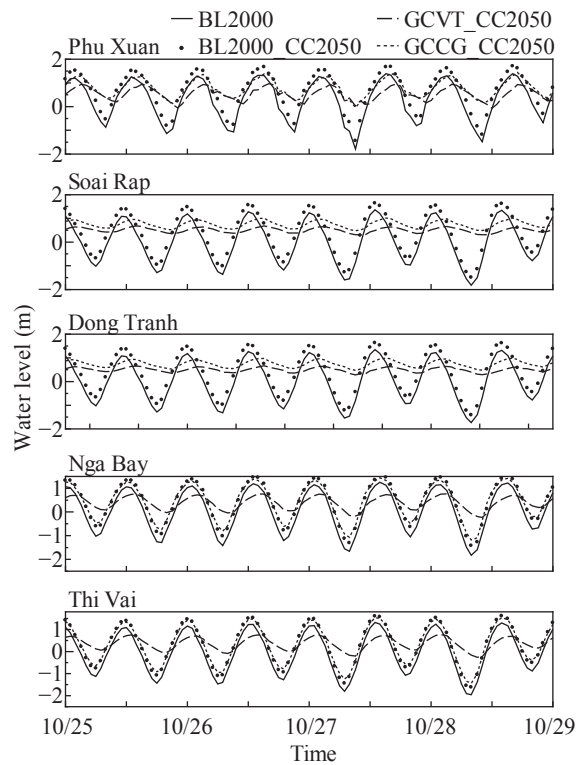 BL2000
GCVT_CC2050
BL2000_CC2050
GCCG_CC2050
Phu Xuan
2
0
−2
Soai Rap
2
0
−2
Dong Tranh
2
0
−2
Nga Bay
1
0
−1
−2
Thi Vai
1
0
−1
−2
Water level (m)
10/25
10/26
10/27
10/28
10/29
Time